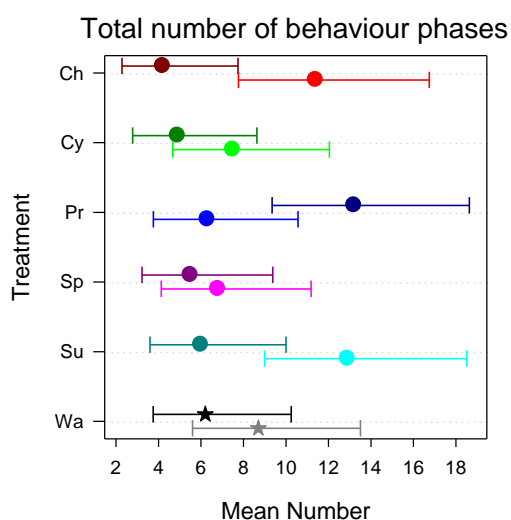 Total number of behaviour phases
Ch
Cy
Pr
Sp
Su
Wa
Treatment
2 4 6 8 10 12 14 16 18
Mean Number